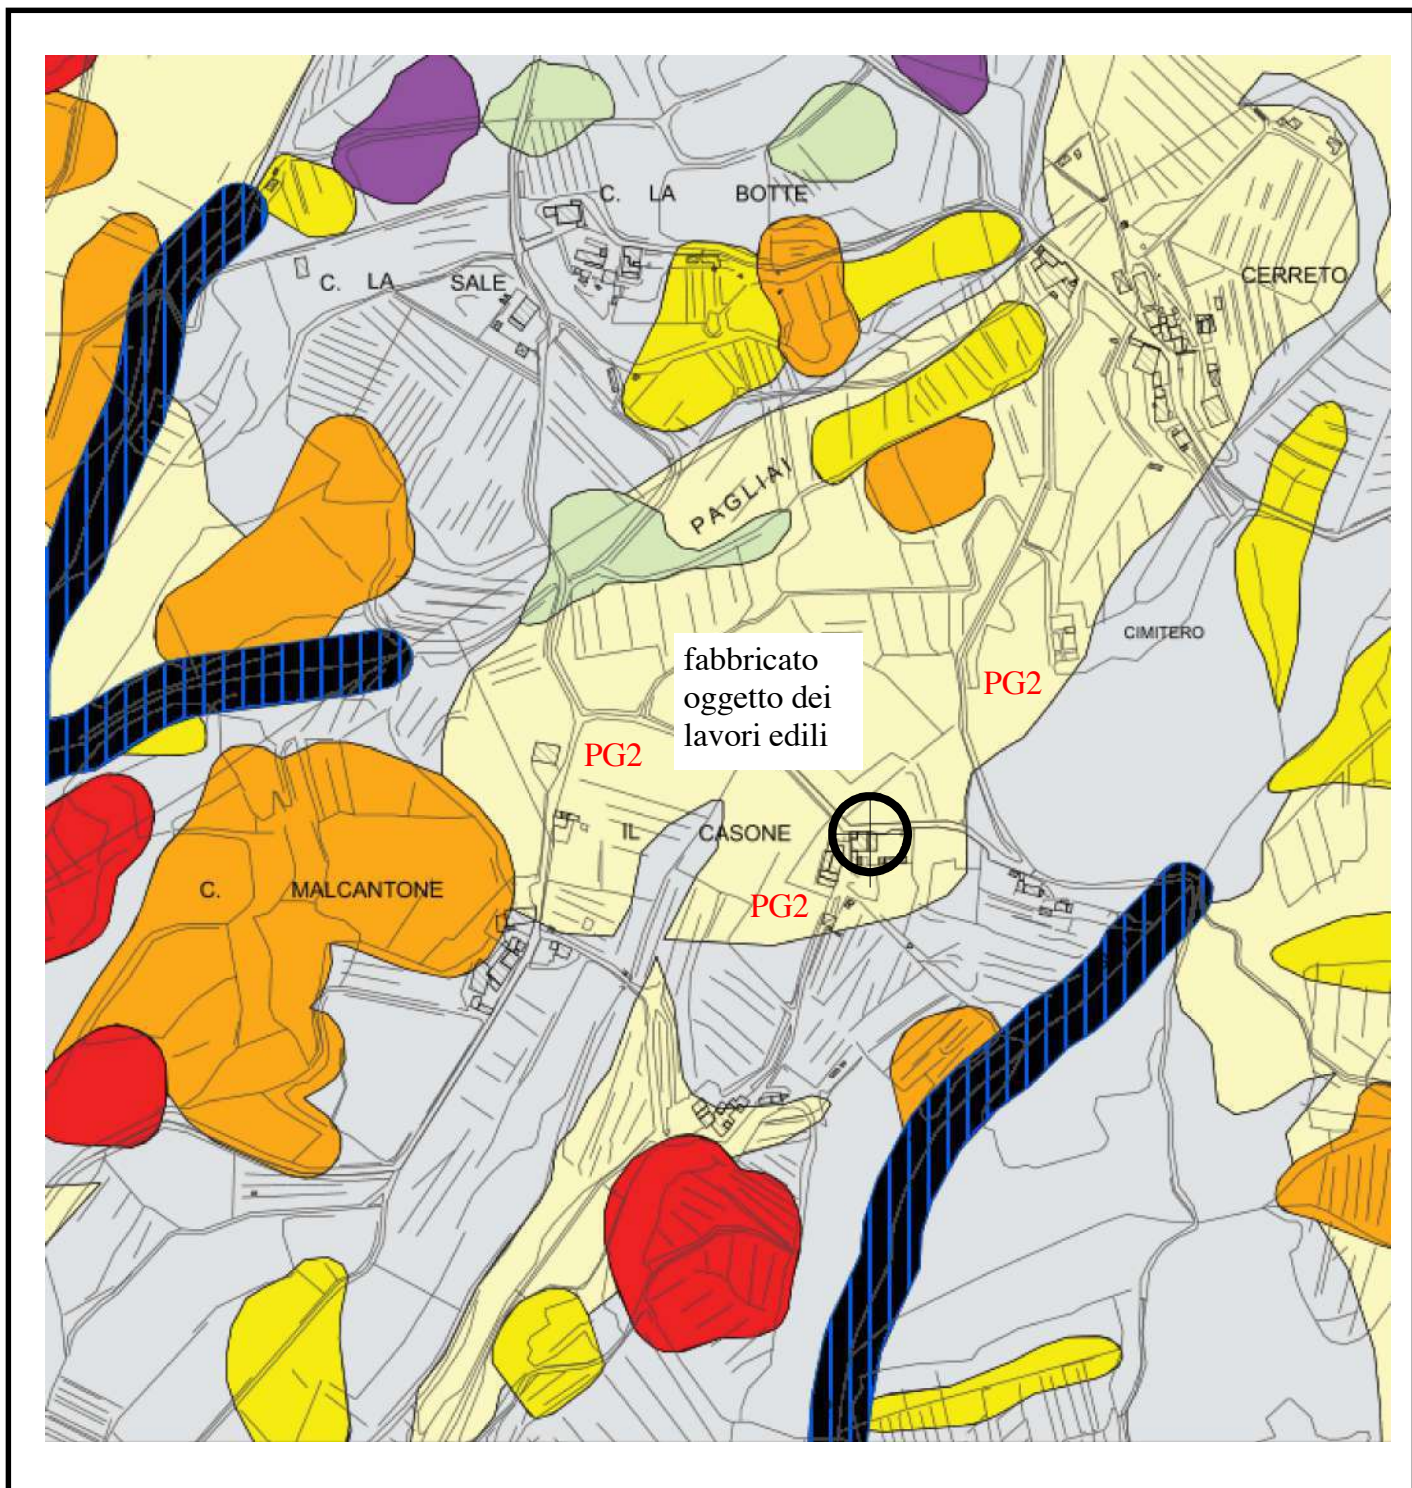 C. LA BOTTE
C. LA SALE
CERRETO
PAGLIAI
CIMITERO
fabbricato
oggetto dei
lavori edili
PG2
PG2
IL CASONE
C. MALCANTONE
PG2